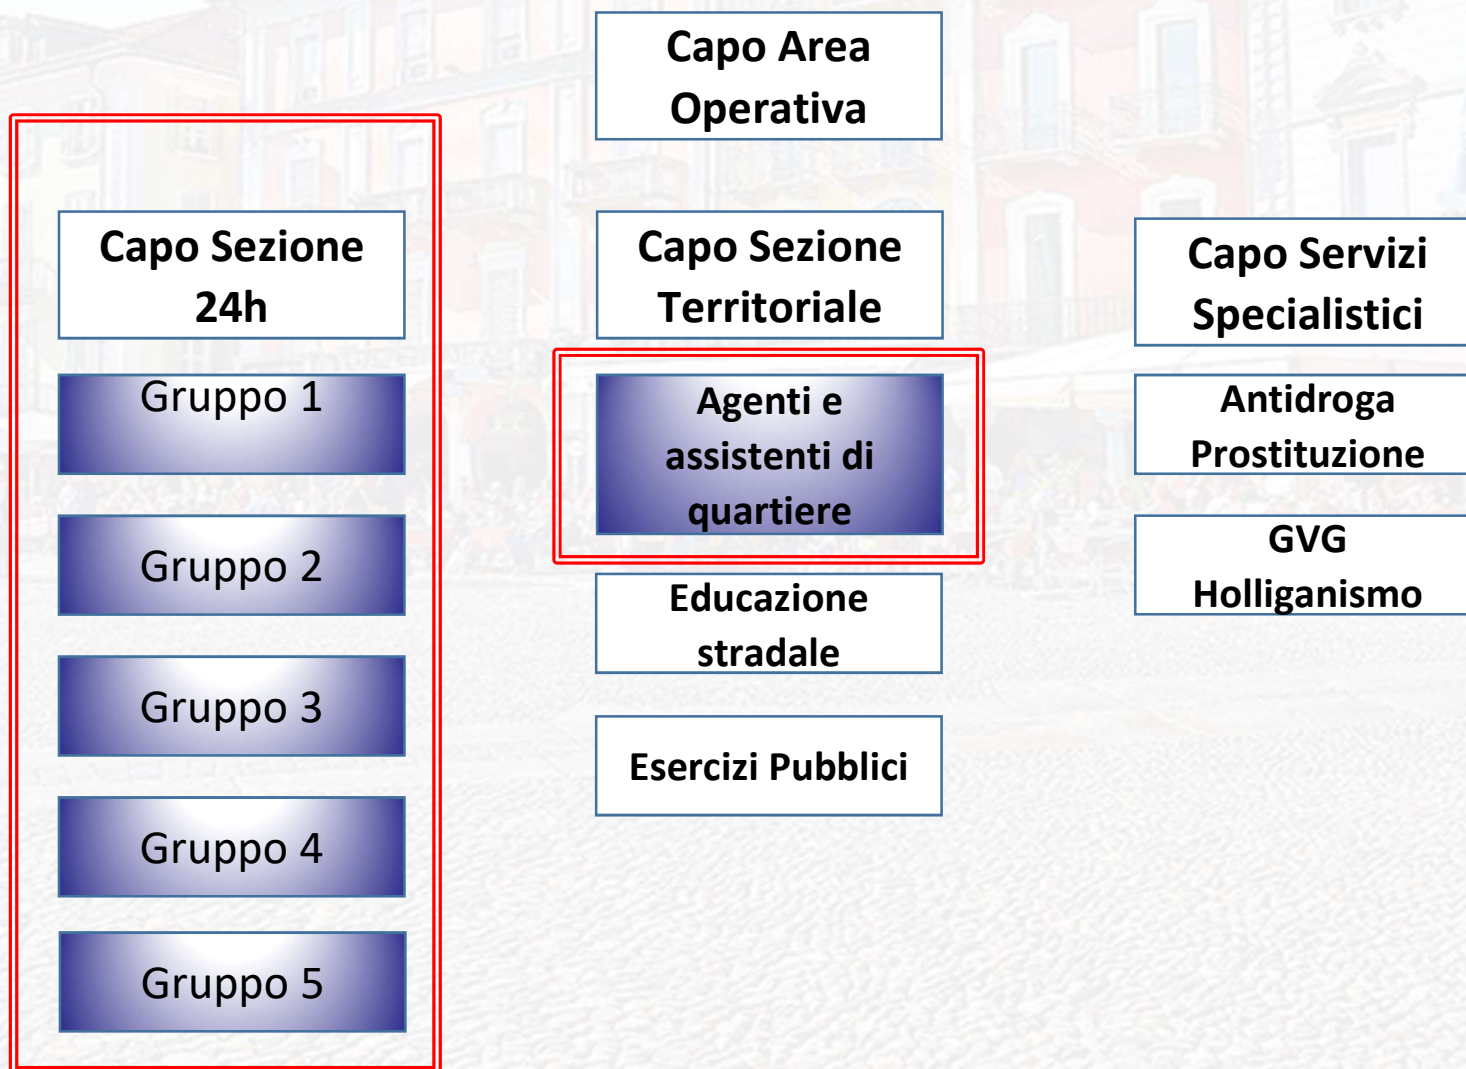 Capo Area
Operativa
Capo Sezione
24h
Gruppo 1
Gruppo 2
Gruppo 3
Gruppo 4
Gruppo 5
Capo Sezione
Territoriale
Agenti e
assistenti di
quartiere
Educazione
stradale
Esercizi Pubblici
Capo Servizi
Specialistici
Antidroga
Prostituzione
GVG
Holliganismo